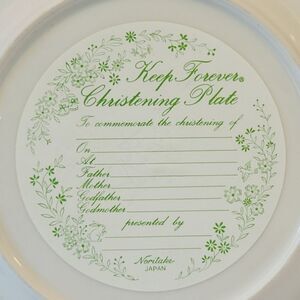 Keep Forever®
Christening Plate
To commemorate the christening of
On
At
Father
Mother
Godfather
Godmother
presented by
Noritake
JAPAN